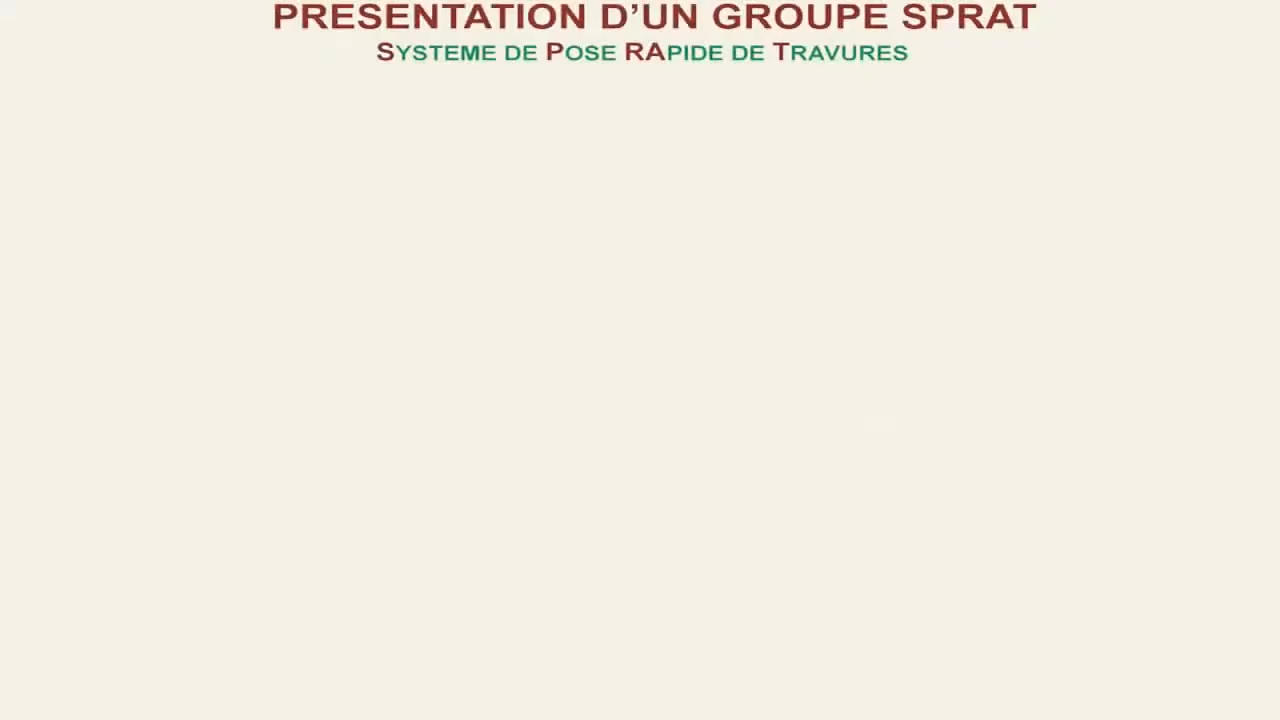 PRESENTATION D’UN GROUPE SPRAT
SYSTEME DE POSE RAPIDE DE TRAVURES